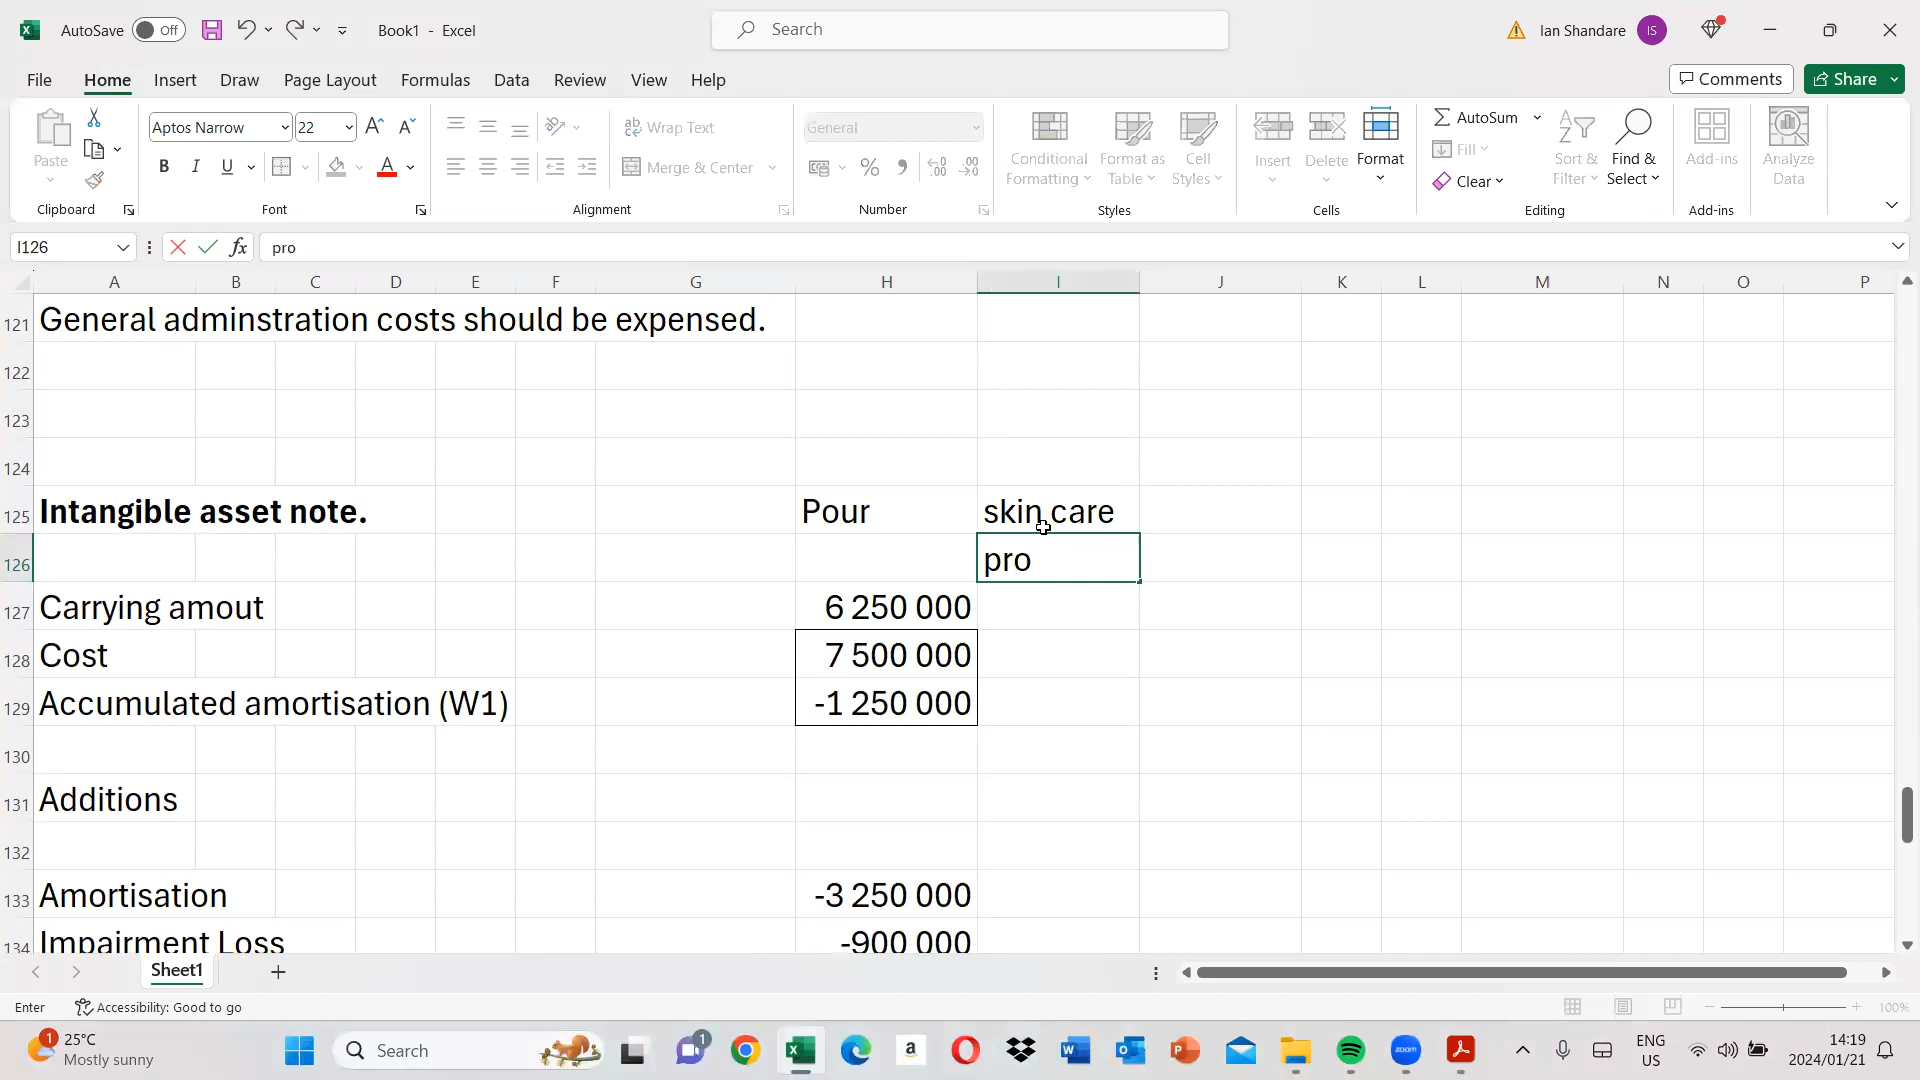 AutoSave Off Book1 - Excel Search Ian Shandare IS
File Home Insert Draw Page Layout Formulas Data Review View Help Comments Share
Paste Aptos Narrow 22 Wrap Text General Conditional Formatting Format as Table Cell Styles Insert Delete Format AutoSum Fill Clear Sort & Filter Find & Select Add-ins Analyze Data
B I U A Merge & Center %
Clipboard Font Alignment Number Styles Cells Editing Add-ins
I126 fx pro
A B C D E F G H I J K L M N O P
121 General adminstration costs should be expensed.
122
123
124
125 Intangible asset note. Pour skin care
126 pro
127 Carrying amout 6 250 000
128 Cost 7 500 000
129 Accumulated amortisation (W1) -1 250 000
130
131 Additions
132
133 Amortisation -3 250 000
134 Impairment Loss -900 000
Sheet1
Enter Accessibility: Good to go 100%
1 25°C Search 1 zoom ENG 14:19
Mostly sunny US 2024/01/21